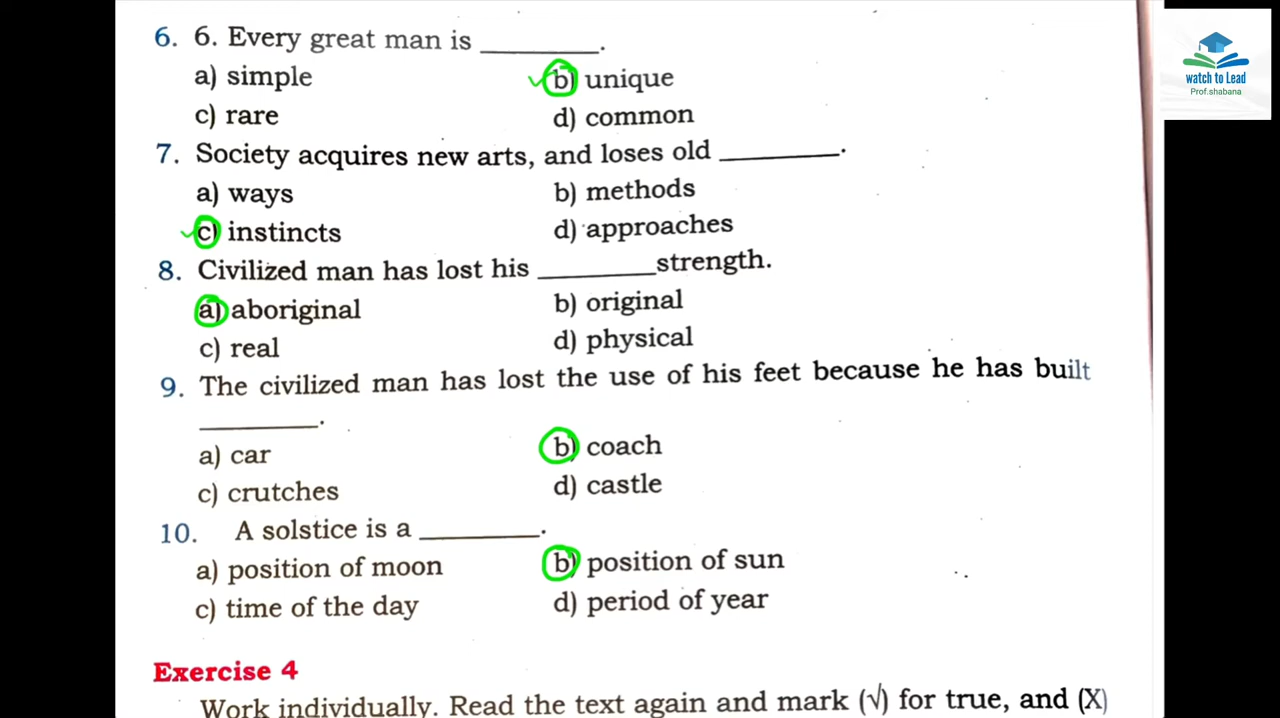 watch to Lead
Prof.shabana
6. 6. Every great man is ________.
a) simple b) unique
c) rare d) common
7. Society acquires new arts, and loses old ________.
a) ways b) methods
c) instincts d) approaches
8. Civilized man has lost his ________strength.
a) aboriginal b) original
c) real d) physical
9. The civilized man has lost the use of his feet because he has built
________.
a) car b) coach
c) crutches d) castle
10. A solstice is a ________.
a) position of moon b) position of sun
c) time of the day d) period of year
Exercise 4
Work individually. Read the text again and mark (√) for true, and (X)